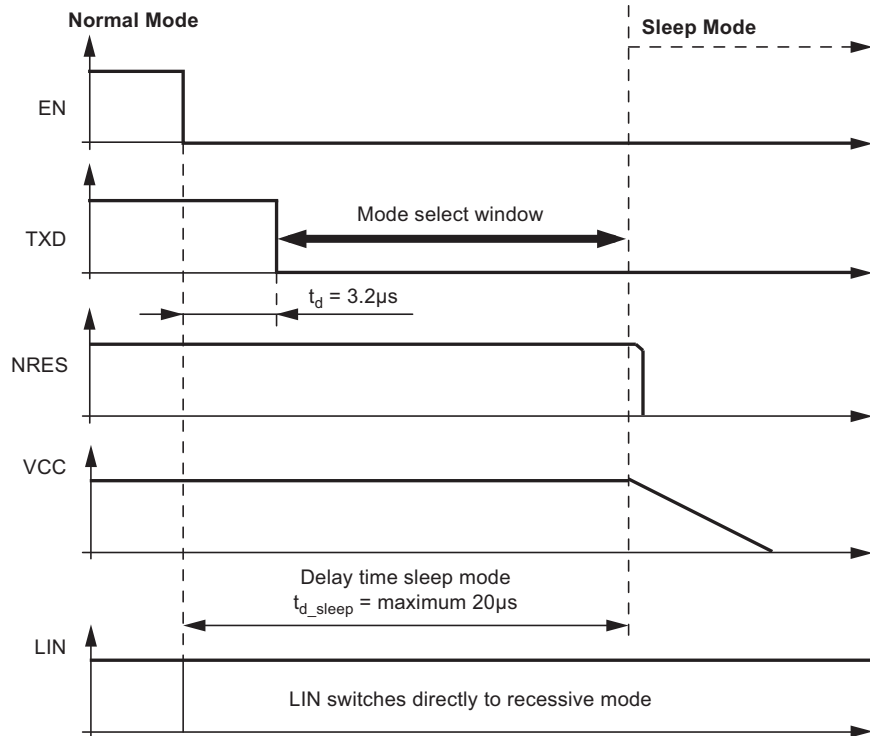 Normal Mode
Sleep Mode
EN
TXD
Mode select window
t_d = 3.2µs
NRES
VCC
Delay time sleep mode
t_d_sleep = maximum 20µs
LIN
LIN switches directly to recessive mode